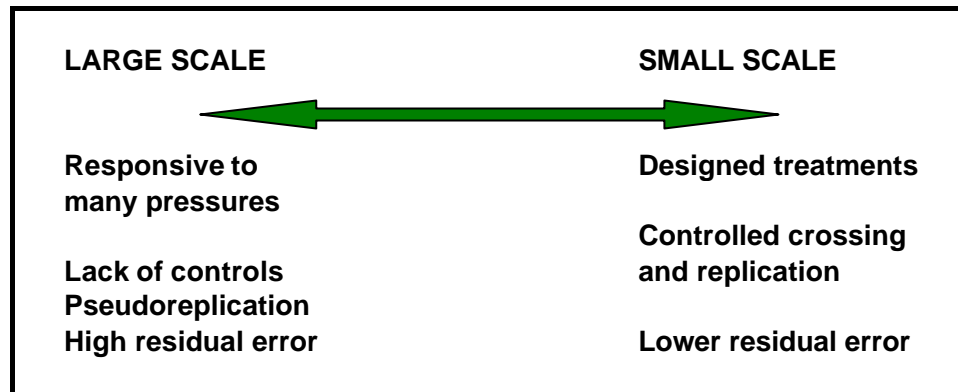 LARGE SCALE
SMALL SCALE
Responsive to
many pressures
Lack of controls
Pseudoreplication
High residual error
Designed treatments
Controlled crossing
and replication
Lower residual error